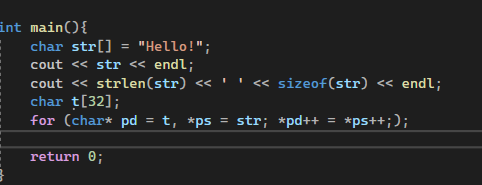 int main(){
char str[] = "Hello!";
cout << str << endl;
cout << strlen(str) << ' ' << sizeof(str) << endl;
char t[32];
for (char* pd = t, *ps = str; *pd++ = *ps++;);
return 0;
}